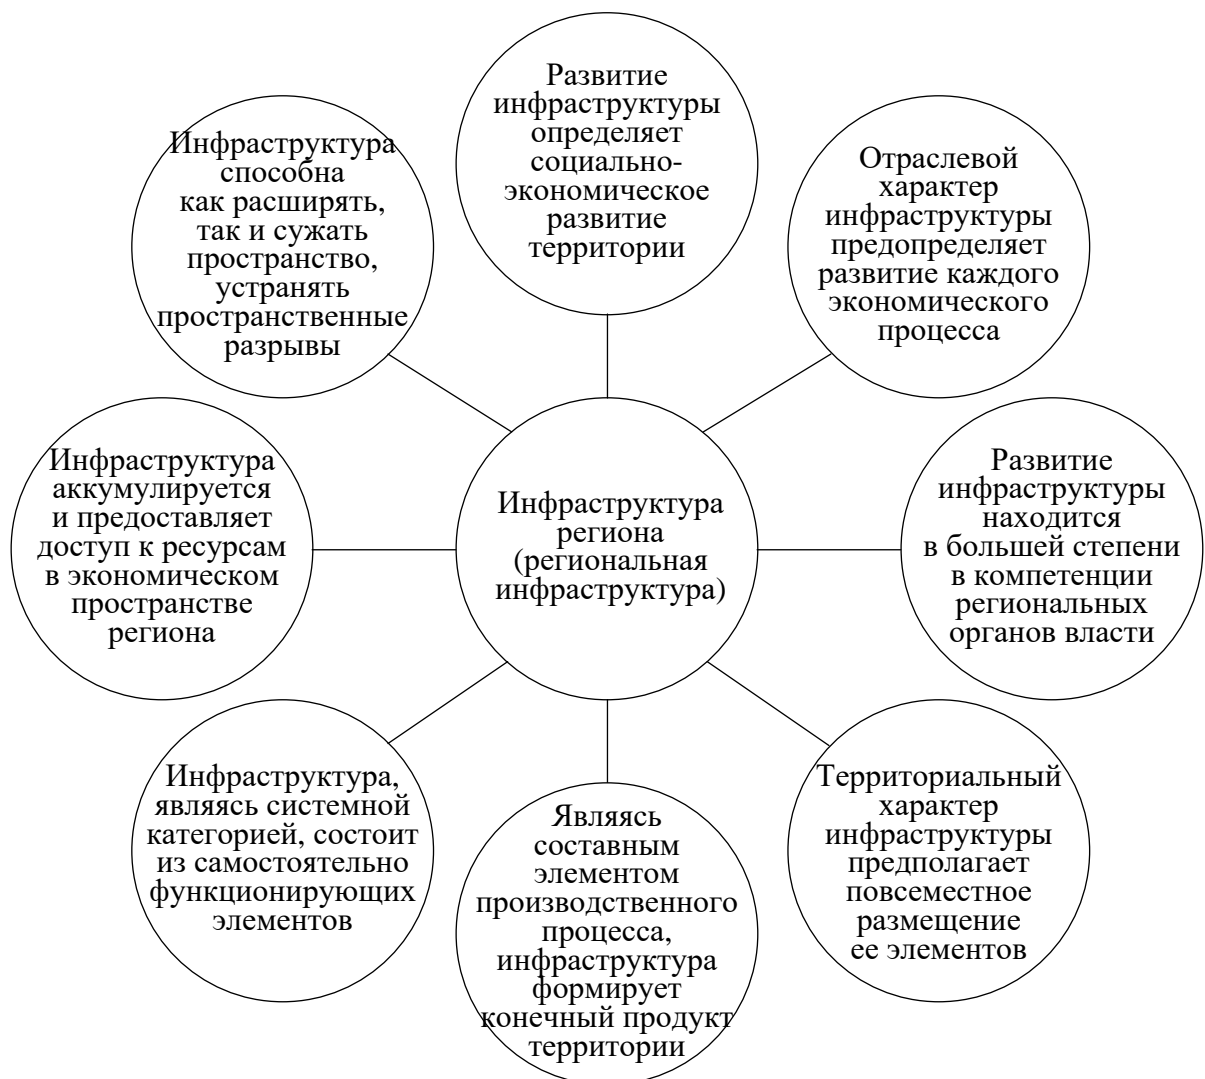 Развитие
инфраструктуры
определяет
социально-
экономическое
развитие
территории
Инфраструктура
способна
как расширять,
так и сужать
пространство,
устранять
пространственные
разрывы
Отраслевой
характер
инфраструктуры
предопределяет
развитие каждого
экономического
процесса
Инфраструктура
аккумулируется
и предоставляет
доступ к ресурсам
в экономическом
пространстве
региона
Инфраструктура
региона
(региональная
инфраструктура)
Развитие
инфраструктуры
находится
в большей степени
в компетенции
региональных
органов власти
Инфраструктура,
являясь системной
категорией, состоит
из самостоятельно
функционирующих
элементов
Являясь
составным
элементом
производственного
процесса,
инфраструктура
формирует
конечный продукт
территории
Территориальный
характер
инфраструктуры
предполагает
повсеместное
размещение
ее элементов